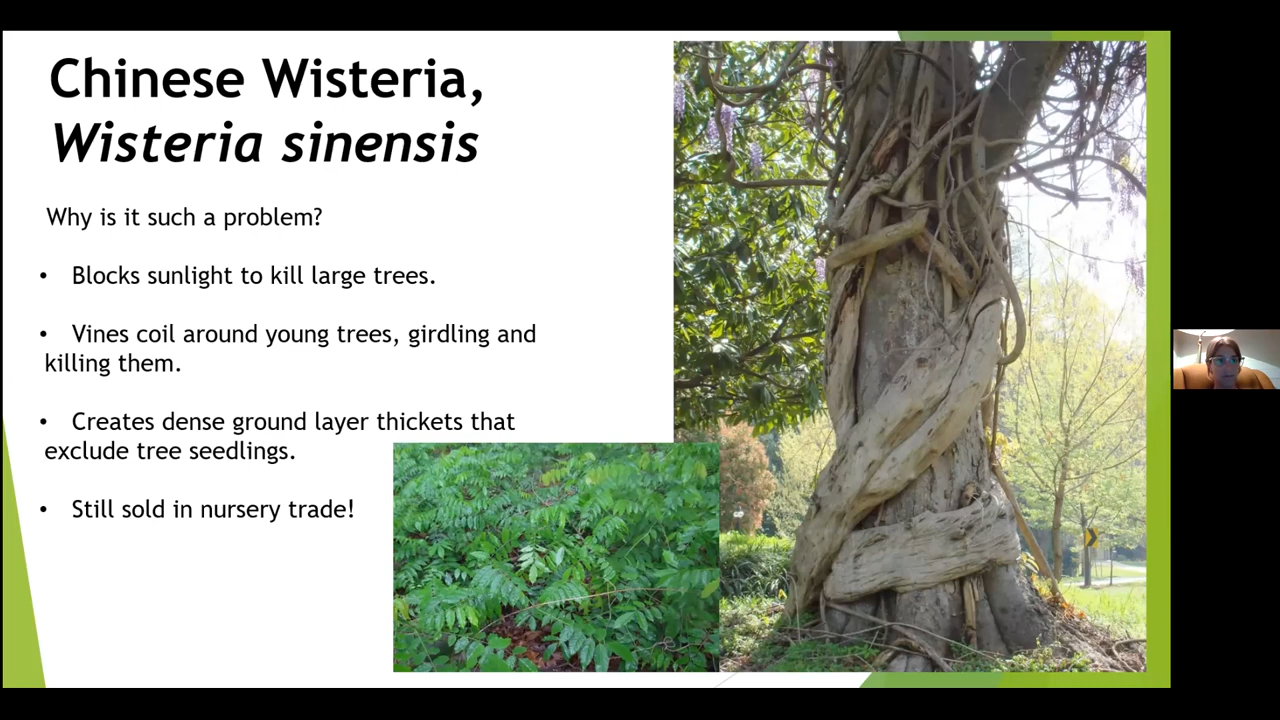 Chinese Wisteria,
Wisteria sinensis
Why is it such a problem?
• Blocks sunlight to kill large trees.
• Vines coil around young trees, girdling and
killing them.
• Creates dense ground layer thickets that
exclude tree seedlings.
• Still sold in nursery trade!